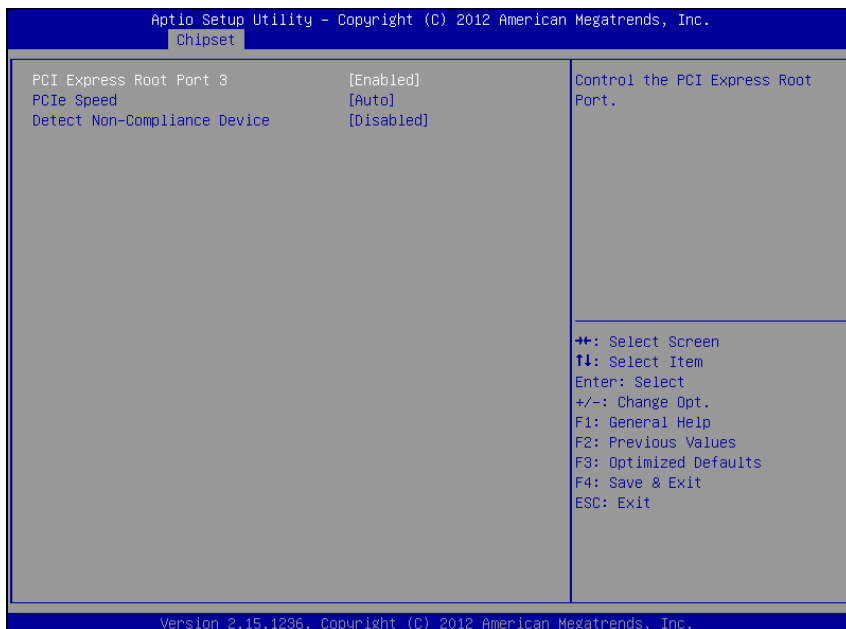 Aptio Setup Utility – Copyright (C) 2012 American Megatrends, Inc.
Chipset
PCI Express Root Port 3 [Enabled]
PCIe Speed [Auto]
Detect Non-Compliance Device [Disabled]
Control the PCI Express Root
Port.
→←: Select Screen
↑↓: Select Item
Enter: Select
+/-: Change Opt.
F1: General Help
F2: Previous Values
F3: Optimized Defaults
F4: Save & Exit
ESC: Exit
Version 2.15.1236. Copyright (C) 2012 American Megatrends, Inc.